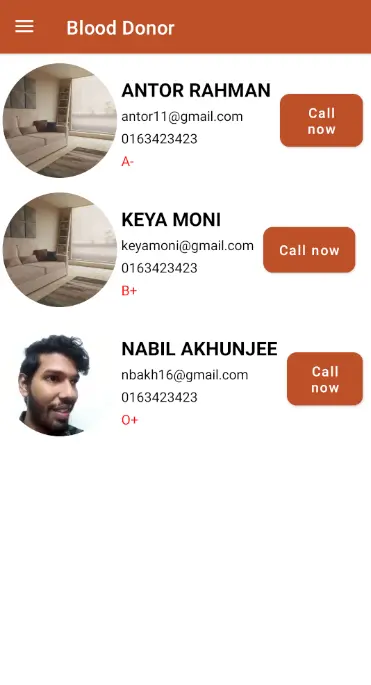 Blood Donor
ANTOR RAHMAN
antor11@gmail.com
0163423423
A-
Call
now
KEYA MONI
keyamoni@gmail.com
0163423423
B+
Call now
NABIL AKHUNJEE
nbakh16@gmail.com
0163423423
O+
Call
now